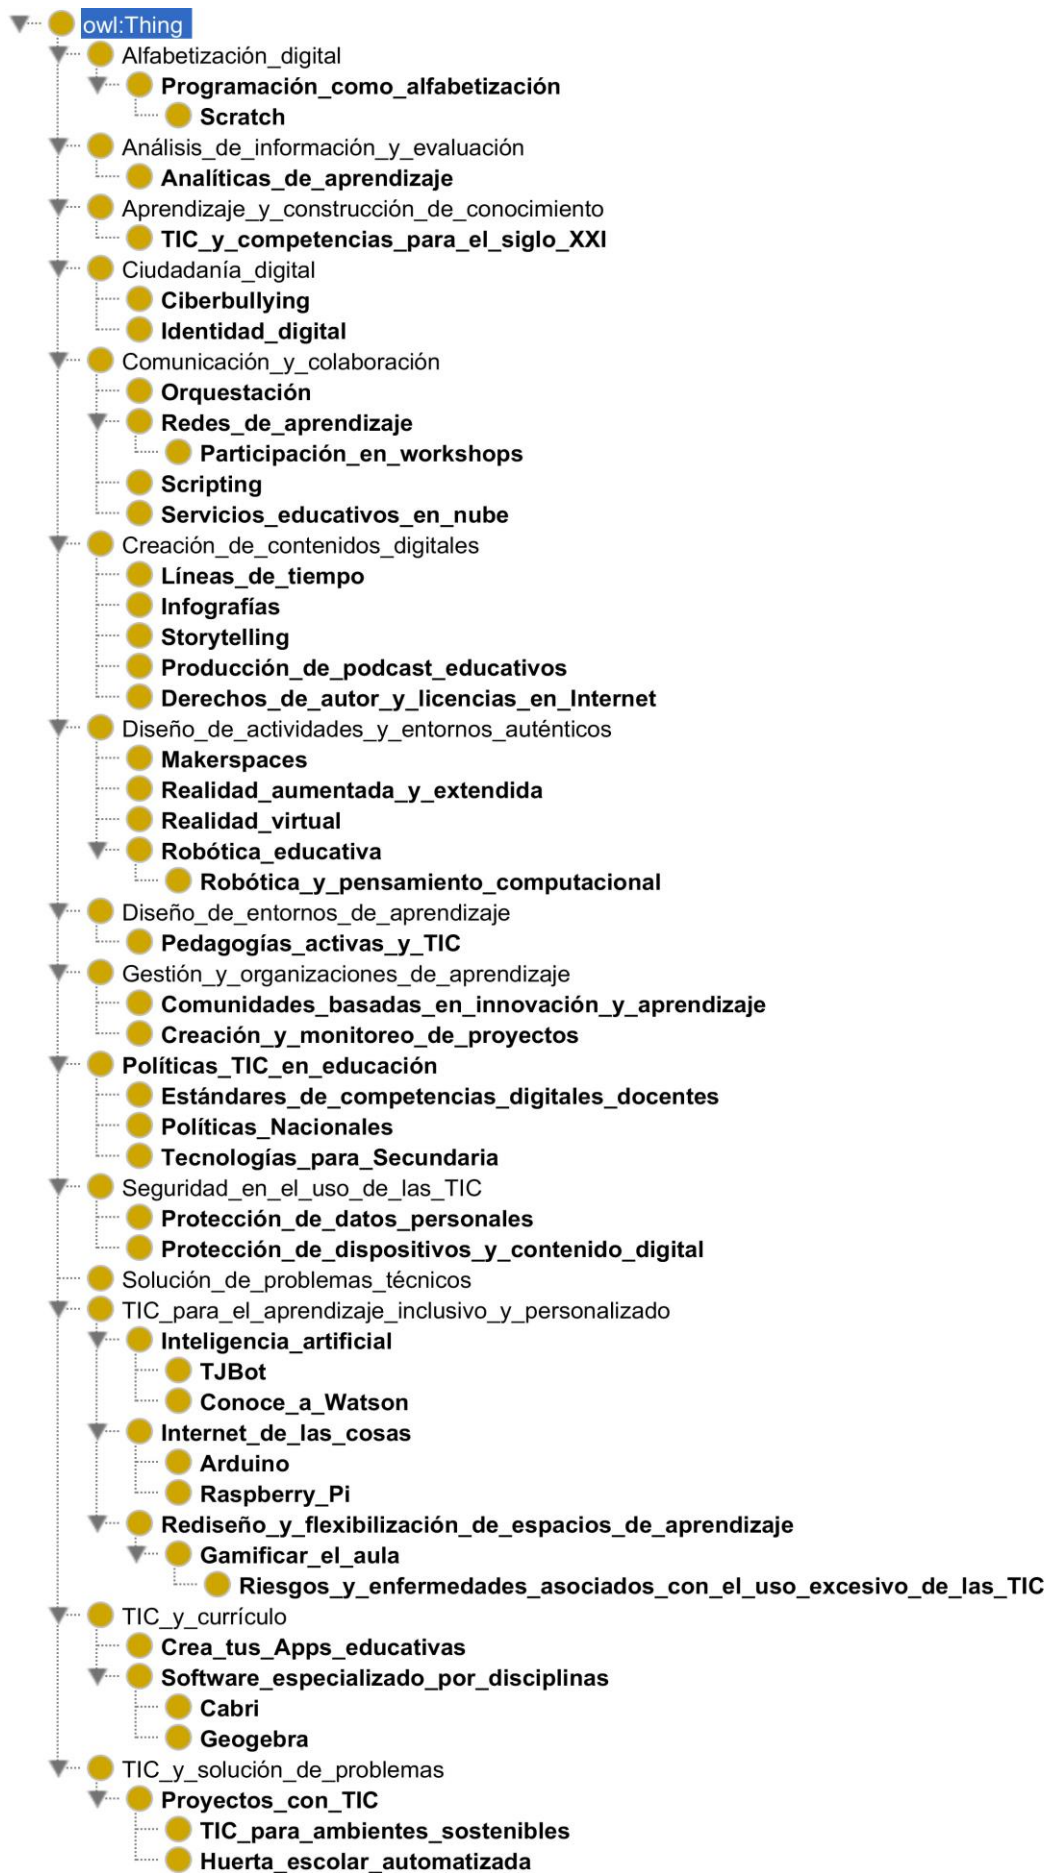 owl:Thing
Alfabetización_digital
Programación_como_alfabetización
Scratch
Análisis_de_información_y_evaluación
Analíticas_de_aprendizaje
Aprendizaje_y_construcción_de_conocimiento
TIC_y_competencias_para_el_siglo_XXI
Ciudadanía_digital
Ciberbullying
Identidad_digital
Comunicación_y_colaboración
Orquestación
Redes_de_aprendizaje
Participación_en_workshops
Scripting
Servicios_educativos_en_nube
Creación_de_contenidos_digitales
Líneas_de_tiempo
Infografías
Storytelling
Producción_de_podcast_educativos
Derechos_de_autor_y_licencias_en_Internet
Diseño_de_actividades_y_entornos_auténticos
Makerspaces
Realidad_aumentada_y_extendida
Realidad_virtual
Robótica_educativa
Robótica_y_pensamiento_computacional
Diseño_de_entornos_de_aprendizaje
Pedagogías_activas_y_TIC
Gestión_y_organizaciones_de_aprendizaje
Comunidades_basadas_en_innovación_y_aprendizaje
Creación_y_monitoreo_de_proyectos
Políticas_TIC_en_educación
Estándares_de_competencias_digitales_docentes
Políticas_Nacionales
Tecnologías_para_Secundaria
Seguridad_en_el_uso_de_las_TIC
Protección_de_datos_personales
Protección_de_dispositivos_y_contenido_digital
Solución_de_problemas_técnicos
TIC_para_el_aprendizaje_inclusivo_y_personalizado
Inteligencia_artificial
TJBot
Conoce_a_Watson
Internet_de_las_cosas
Arduino
Raspberry_Pi
Rediseño_y_flexibilización_de_espacios_de_aprendizaje
Gamificar_el_aula
Riesgos_y_enfermedades_asociados_con_el_uso_excesivo_de_las_TIC
TIC_y_currículo
Crea_tus_Apps_educativas
Software_especializado_por_disciplinas
Cabri
Geogebra
TIC_y_solución_de_problemas
Proyectos_con_TIC
TIC_para_ambientes_sostenibles
Huerta_escolar_automatizada